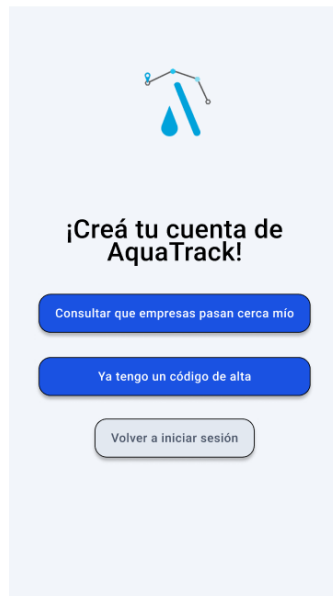 ¡Creá tu cuenta de
AquaTrack!
Consultar que empresas pasan cerca mío
Ya tengo un código de alta
Volver a iniciar sesión